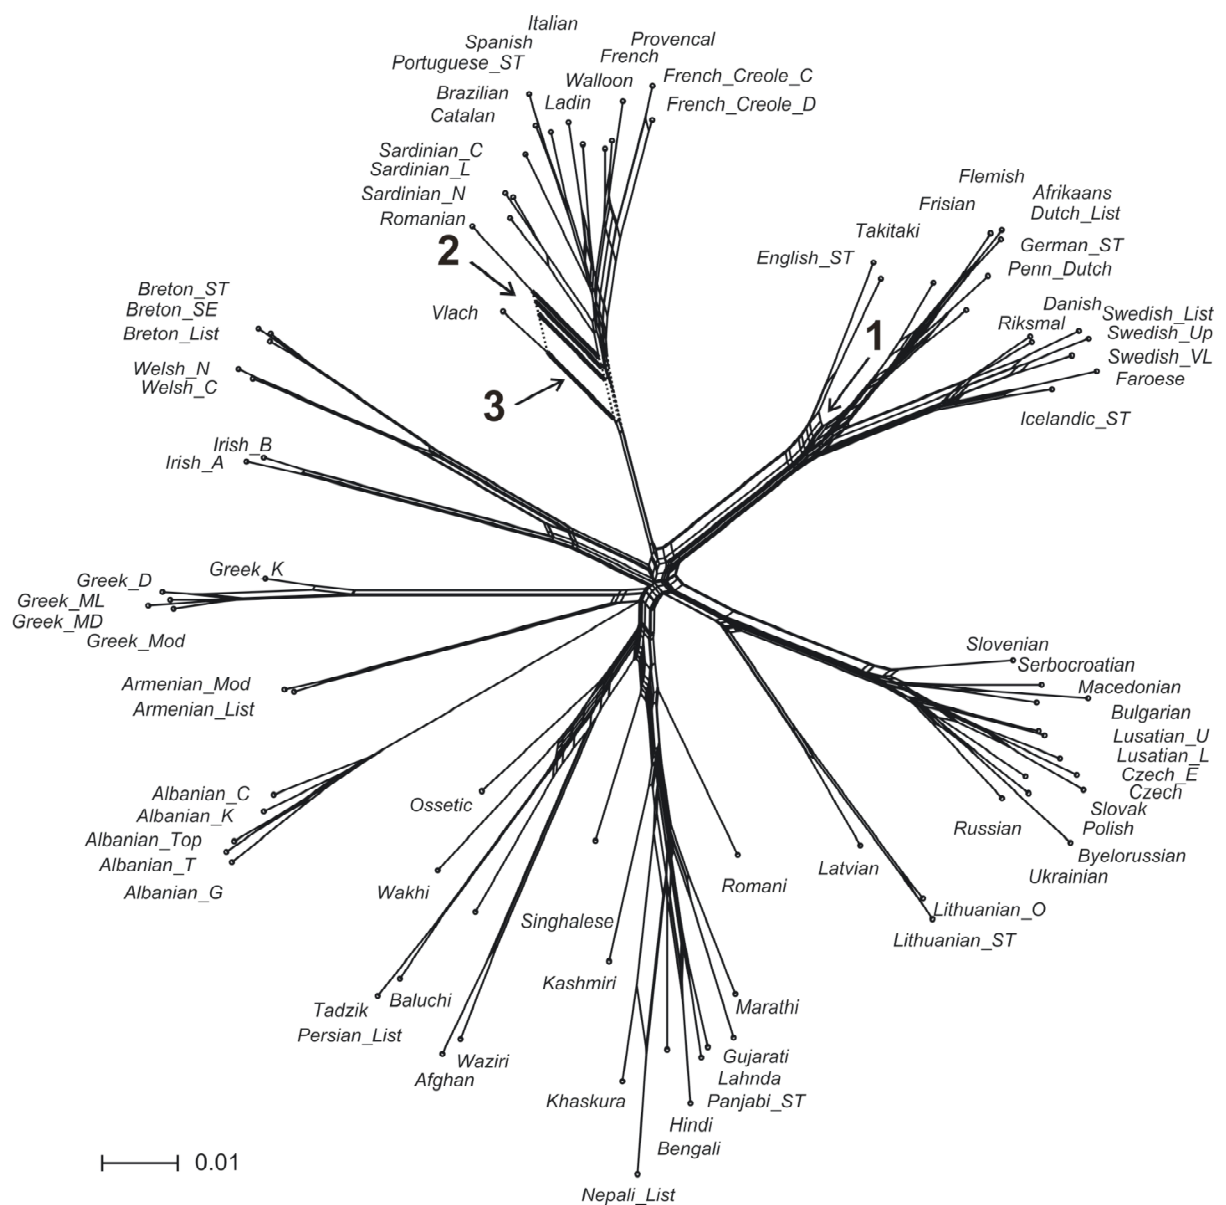 Italian
Spanish
Portuguese_ST
Brazilian
Catalan
Ladin
Walloon
French
Provencal
French_Creole_C
French_Creole_D
Sardinian_C
Sardinian_L
Sardinian_N
Romanian
2
Vlach
3
Flemish
Frisian
Afrikaans
Dutch_List
Takitaki
English_ST
German_ST
Penn_Dutch
1
Danish
Riksmal
Swedish_List
Swedish_Up
Swedish_VL
Faroese
Icelandic_ST
Breton_ST
Breton_SE
Breton_List
Welsh_N
Welsh_C
Irish_B
Irish_A
Greek_K
Greek_D
Greek_ML
Greek_MD
Greek_Mod
Armenian_Mod
Armenian_List
Albanian_C
Albanian_K
Albanian_Top
Albanian_T
Albanian_G
Slovenian
Serbocroatian
Macedonian
Bulgarian
Lusatian_U
Lusatian_L
Czech_E
Czech
Slovak
Polish
Russian
Byelorussian
Ukrainian
Latvian
Lithuanian_O
Lithuanian_ST
Ossetic
Wakhi
Tadzik
Baluchi
Persian_List
Waziri
Afghan
Singhalese
Kashmiri
Romani
Marathi
Gujarati
Lahnda
Panjabi_ST
Khaskura
Hindi
Bengali
Nepali_List
0.01